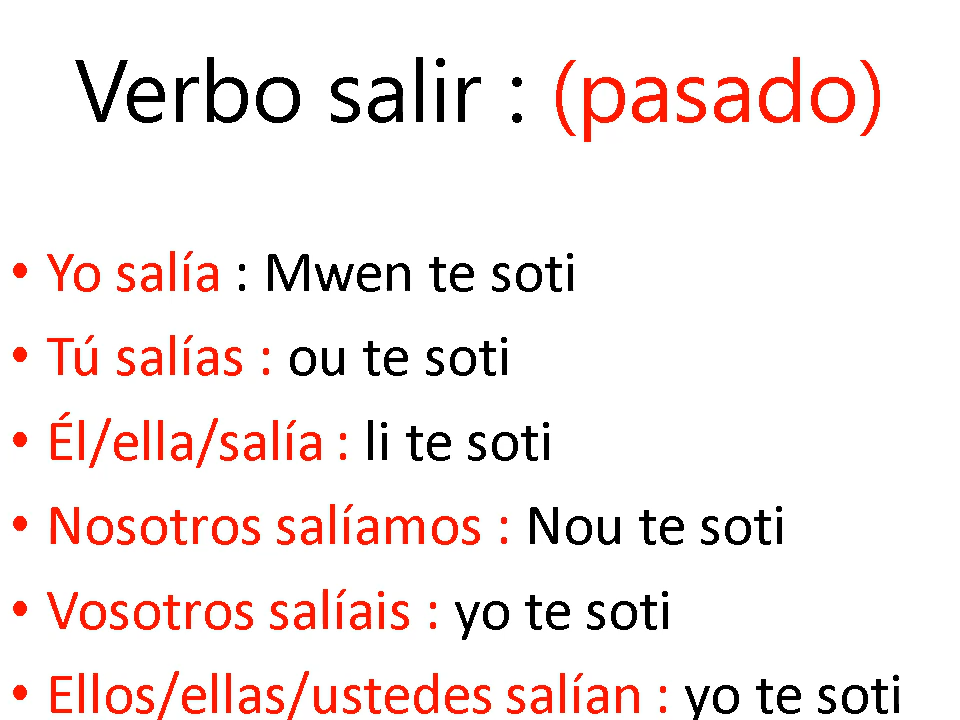 Verbo salir : (pasado)
• Yo salía : Mwen te soti
• Tú salías : ou te soti
• Él/ella/salía : li te soti
• Nosotros salíamos : Nou te soti
• Vosotros salíais : yo te soti
• Ellos/ellas/ustedes salían : yo te soti